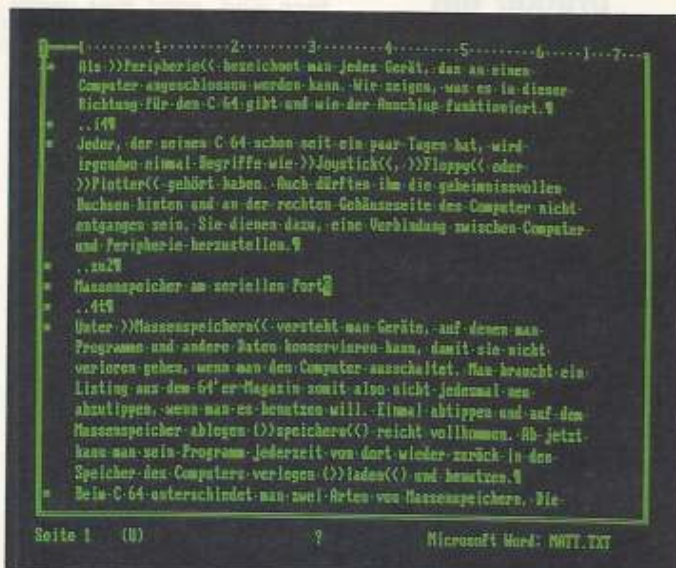 Als >>Peripherie<< bezeichnet man jedes Gerät, das an einen
Computer angeschlossen werden kann. Wir zeigen, was es in dieser
Richtung für den C 64 gibt und wie der Anschluß funktioniert.¶
..i4¶
Jeder, der seinen C 64 schon seit ein paar Tagen hat, wird
irgendwo einmal Begriffe wie >>Joystick<<, >>Floppy<< oder
>>Plotter<< gehört haben. Auch dürften ihm die geheimnissvollen
Buchsen hinten und an der rechten Gehäuseseite des Computer nicht
entgangen sein. Sie dienen dazu, eine Verbindung zwischen Computer
und Peripherie herzustellen.¶
..zu2¶
Massenspeicher am seriellen Port
..4t¶
Unter >>Massenspeichern<< versteht man Geräte, auf denen man
Programme und andere Daten konservieren kann, damit sie nicht
verloren gehen, wenn man den Computer ausschaltet. Man braucht ein
Listing aus dem 64'er Magazin somit also nicht jedesmal neu
abzutippen, wenn man es benutzen will. Einmal abtippen und auf dem
Massenspeicher ablegen (>>speichern<<) reicht vollkommen. Ab jetzt
kann man sein Programm jederzeit von dort wieder zurück in den
Speicher des Computers verlegen (>>laden<<) und benutzen.¶
Beim C 64 unterschindet man zwei Arten von Massenspeichern. Die
Seite 1 (U) ? Microsoft Word: MATT.TXT